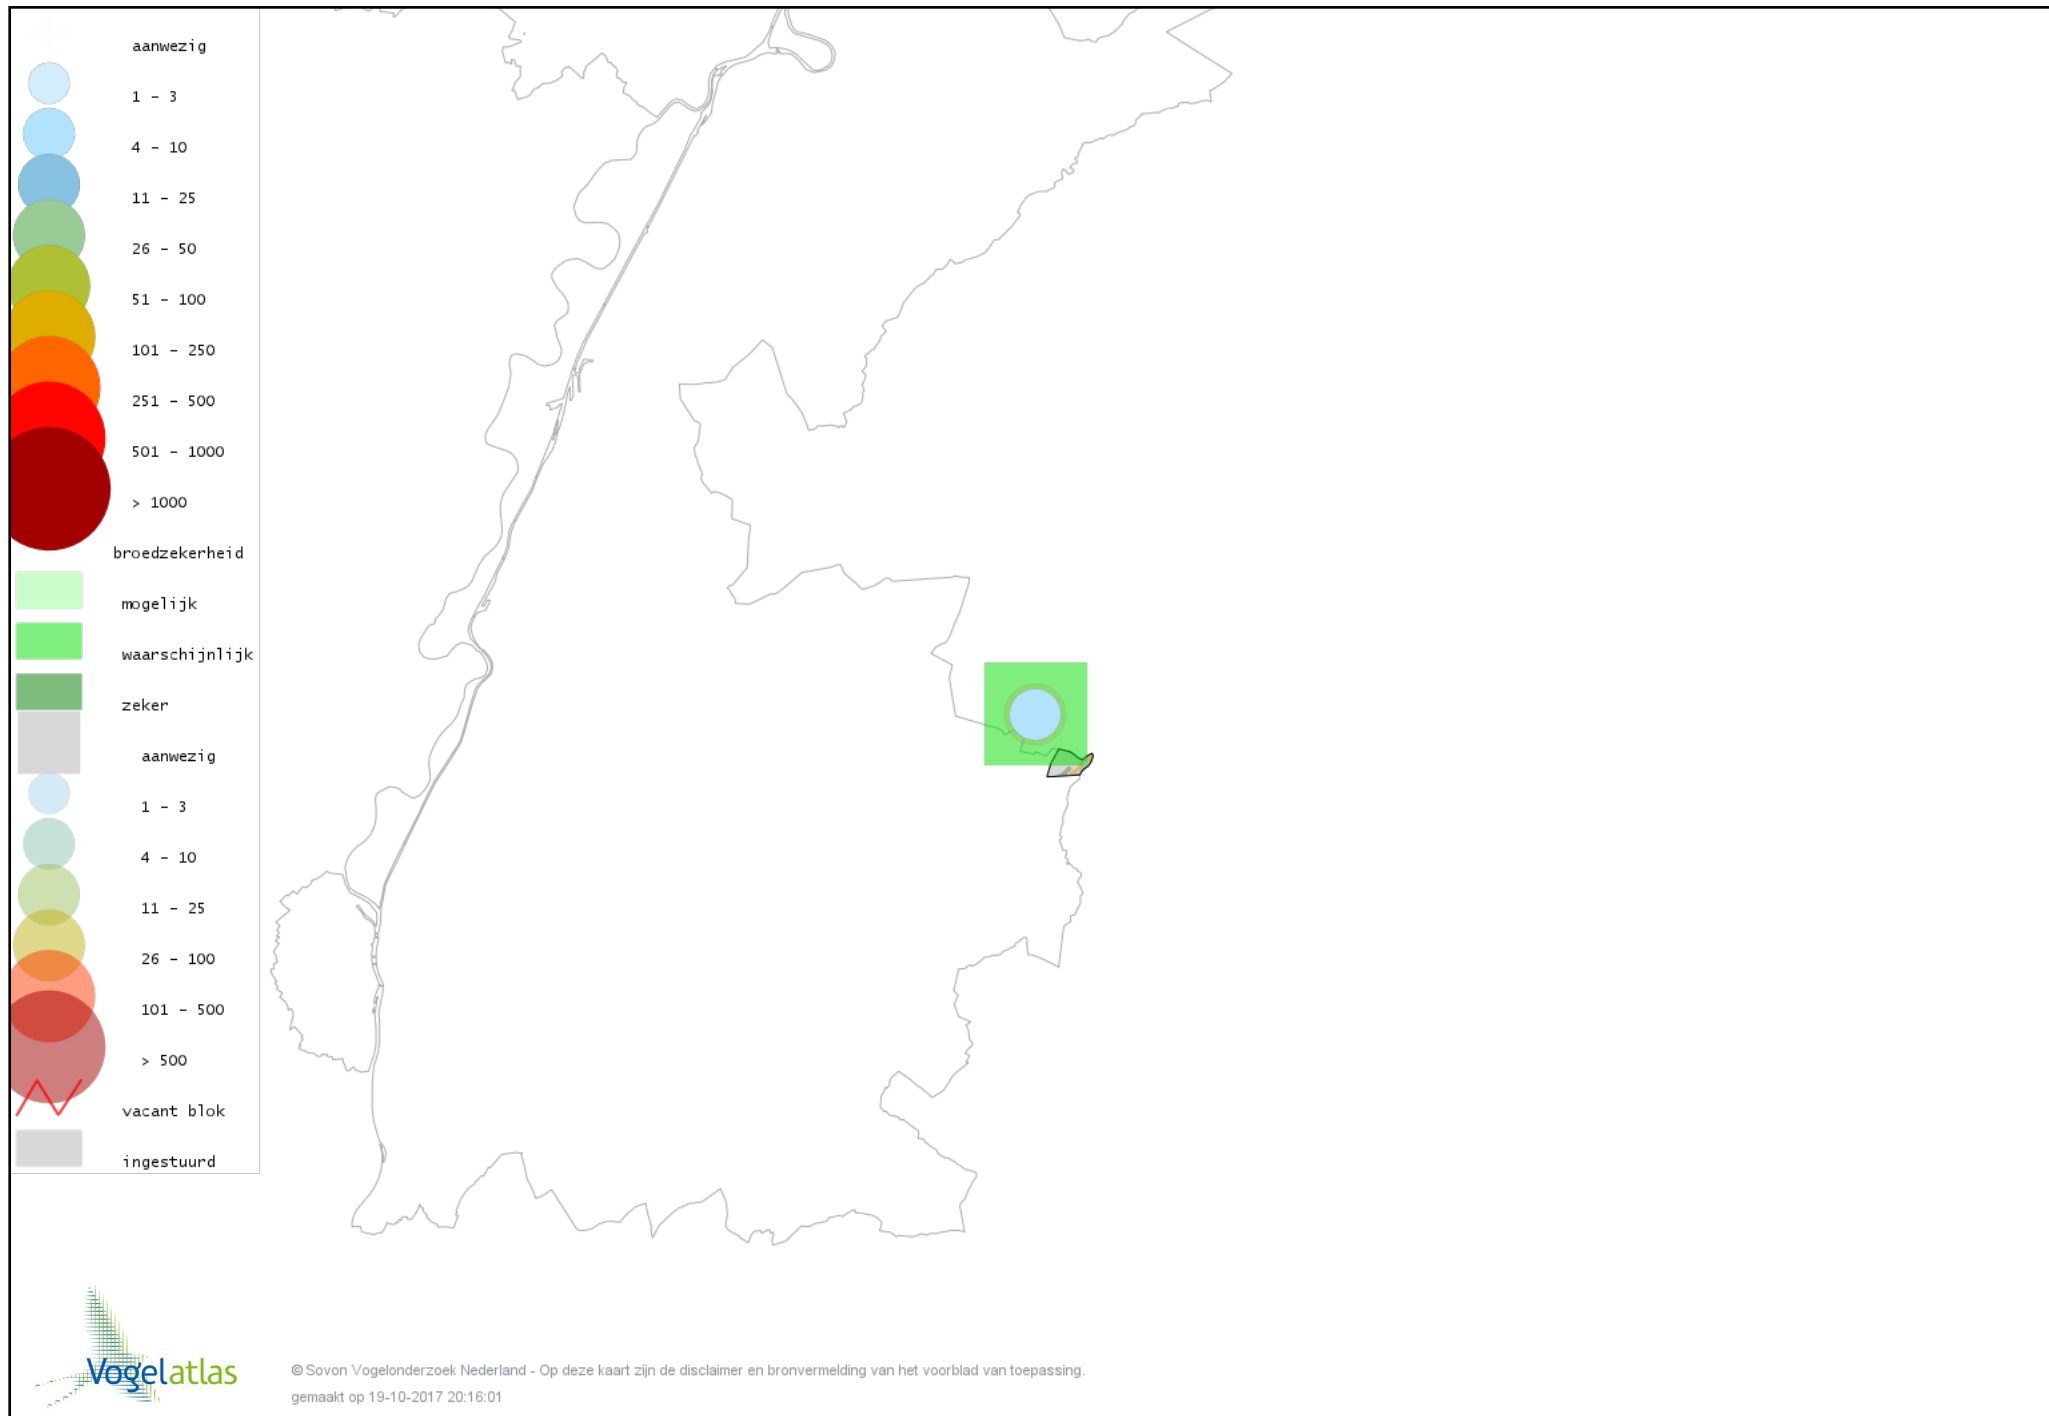 aanwezig
1 - 3
4 - 10
11 - 25
26 - 50
51 - 100
101 - 250
251 - 500
501 - 1000
> 1000
broedzekerheid
mogelijk
waarschijnlijk
zeker
aanwezig
1 - 3
4 - 10
11 - 25
26 - 100
101 - 500
> 500
vacant blok
ingestuurd
Vogelatlas
© Sovon Vogelonderzoek Nederland - Op deze kaart zijn de disclaimer en bronvermelding van het voorblad van toepassing.
gemaakt op 19-10-2017 20:16:01